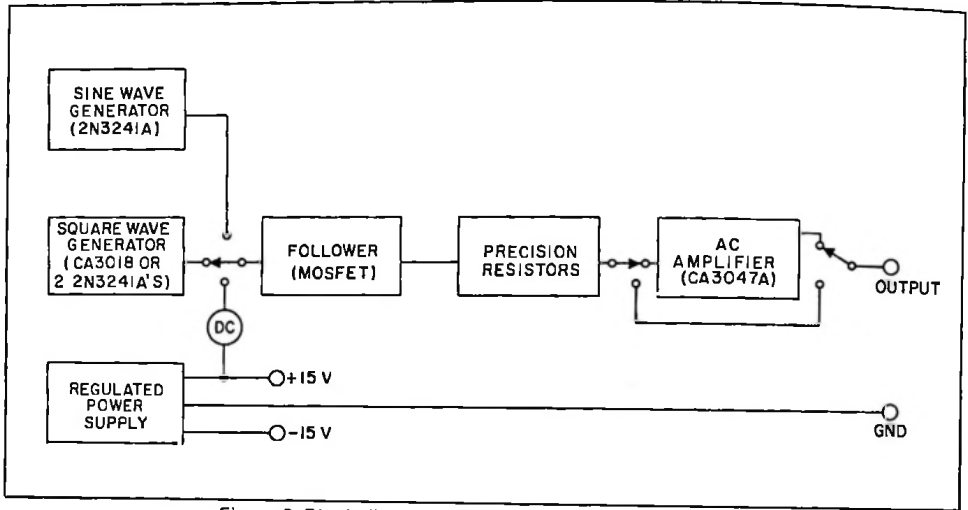 SINE WAVE
GENERATOR
(2N3241A)
SQUARE WAVE
GENERATOR
(CA3018 OR
2 2N3241A'S)
FOLLOWER
(MOSFET)
PRECISION
RESISTORS
AC
AMPLIFIER
(CA3047A)
OUTPUT
DC
REGULATED
POWER
SUPPLY
+15 V
-15 V
GND